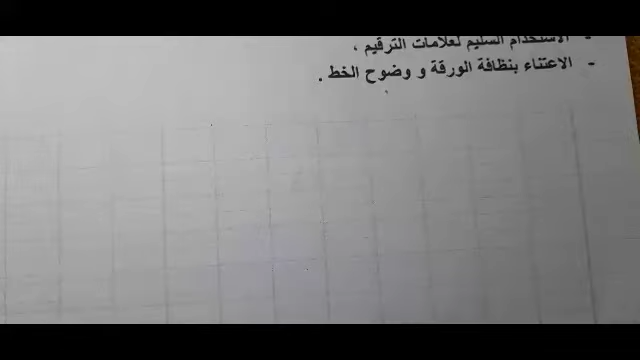 - الاستخدام السليم لعلامات الترقيم ،
- الاعتناء بنظافة الورقة و وضوح الخط .